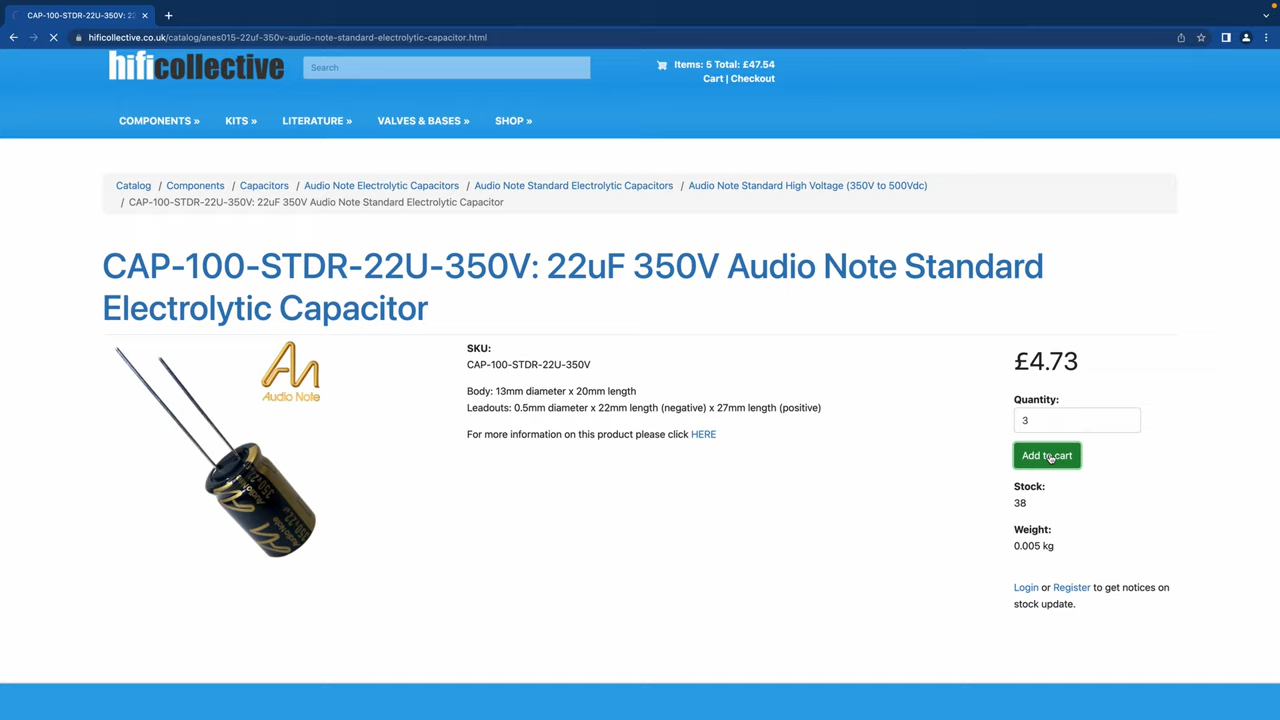 CAP-100-STDR-22U-350V: 22
hificollective.co.uk/catalog/anes015-22uf-350v-audio-note-standard-electrolytic-capacitor.html
hificollective
Search
Items: 5 Total: £47.54
Cart | Checkout
COMPONENTS » KITS » LITERATURE » VALVES & BASES » SHOP »
Catalog / Components / Capacitors / Audio Note Electrolytic Capacitors / Audio Note Standard Electrolytic Capacitors / Audio Note Standard High Voltage (350V to 500Vdc)
/ CAP-100-STDR-22U-350V: 22uF 350V Audio Note Standard Electrolytic Capacitor
CAP-100-STDR-22U-350V: 22uF 350V Audio Note Standard
Electrolytic Capacitor
Audio Note
SKU:
CAP-100-STDR-22U-350V
Body: 13mm diameter x 20mm length
Leadouts: 0.5mm diameter x 22mm length (negative) x 27mm length (positive)
For more information on this product please click HERE
£4.73
Quantity:
3
Add to cart
Stock:
38
Weight:
0.005 kg
Login or Register to get notices on
stock update.